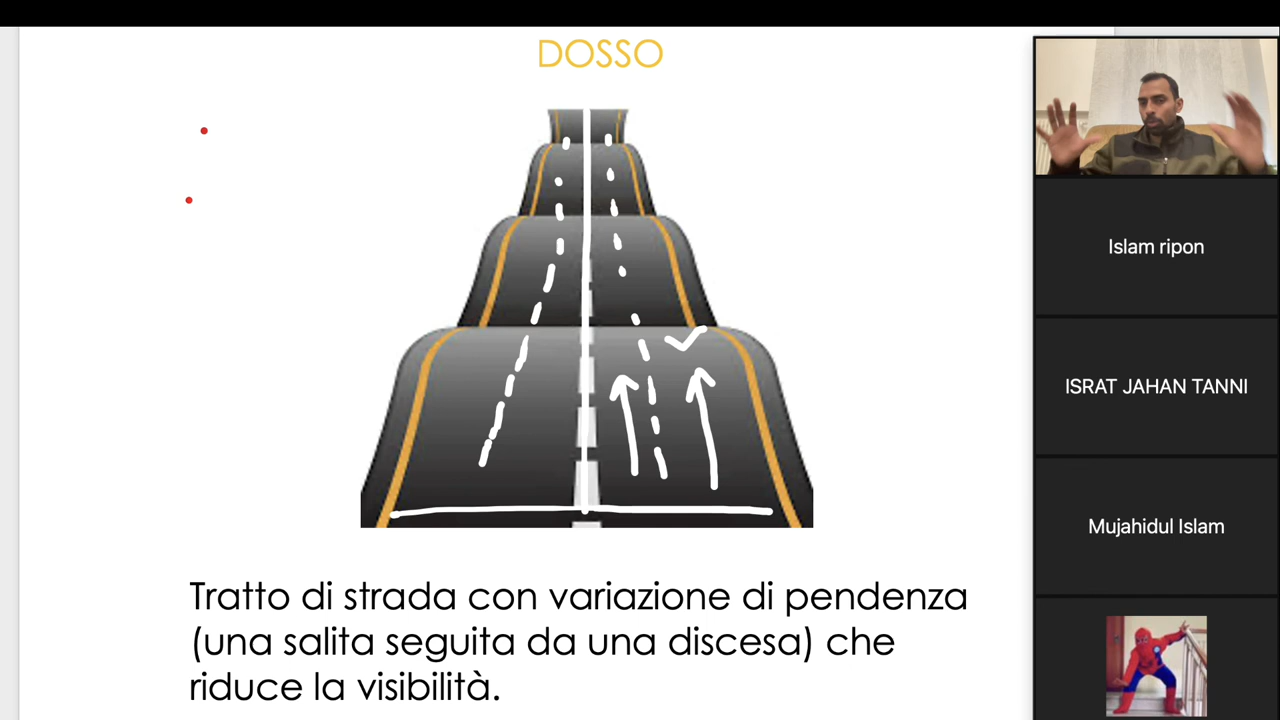 DOSSO
Tratto di strada con variazione di pendenza
(una salita seguita da una discesa) che
riduce la visibilità.
Islam ripon
ISRAT JAHAN TANNI
Mujahidul Islam